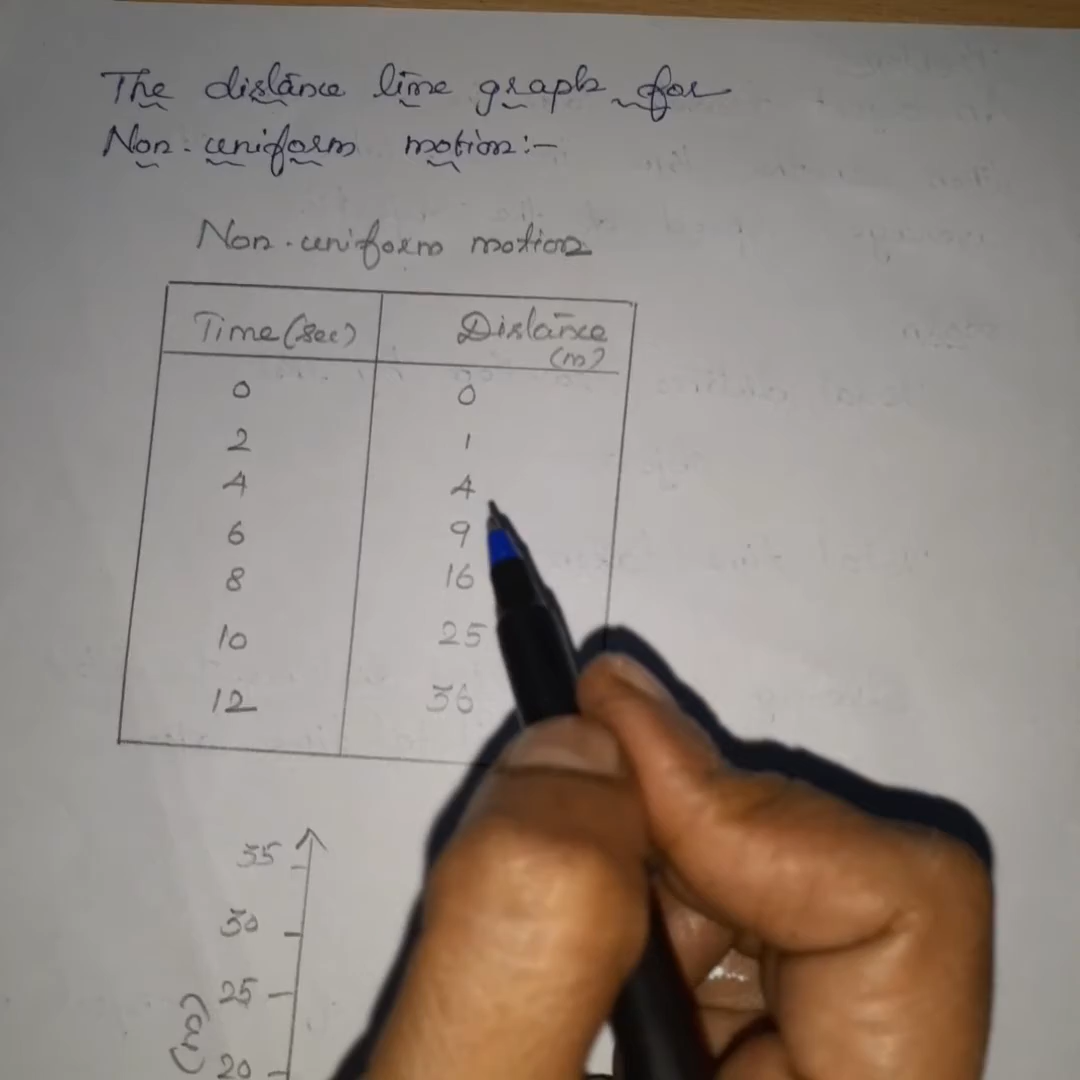 The distance time graph for
Non-uniform motion:-
Non-uniform motion
Time (sec) Distance (m)
0 0
2 1
4 4
6 9
8 16
10 25
12 36
35
30
25
20
(m)